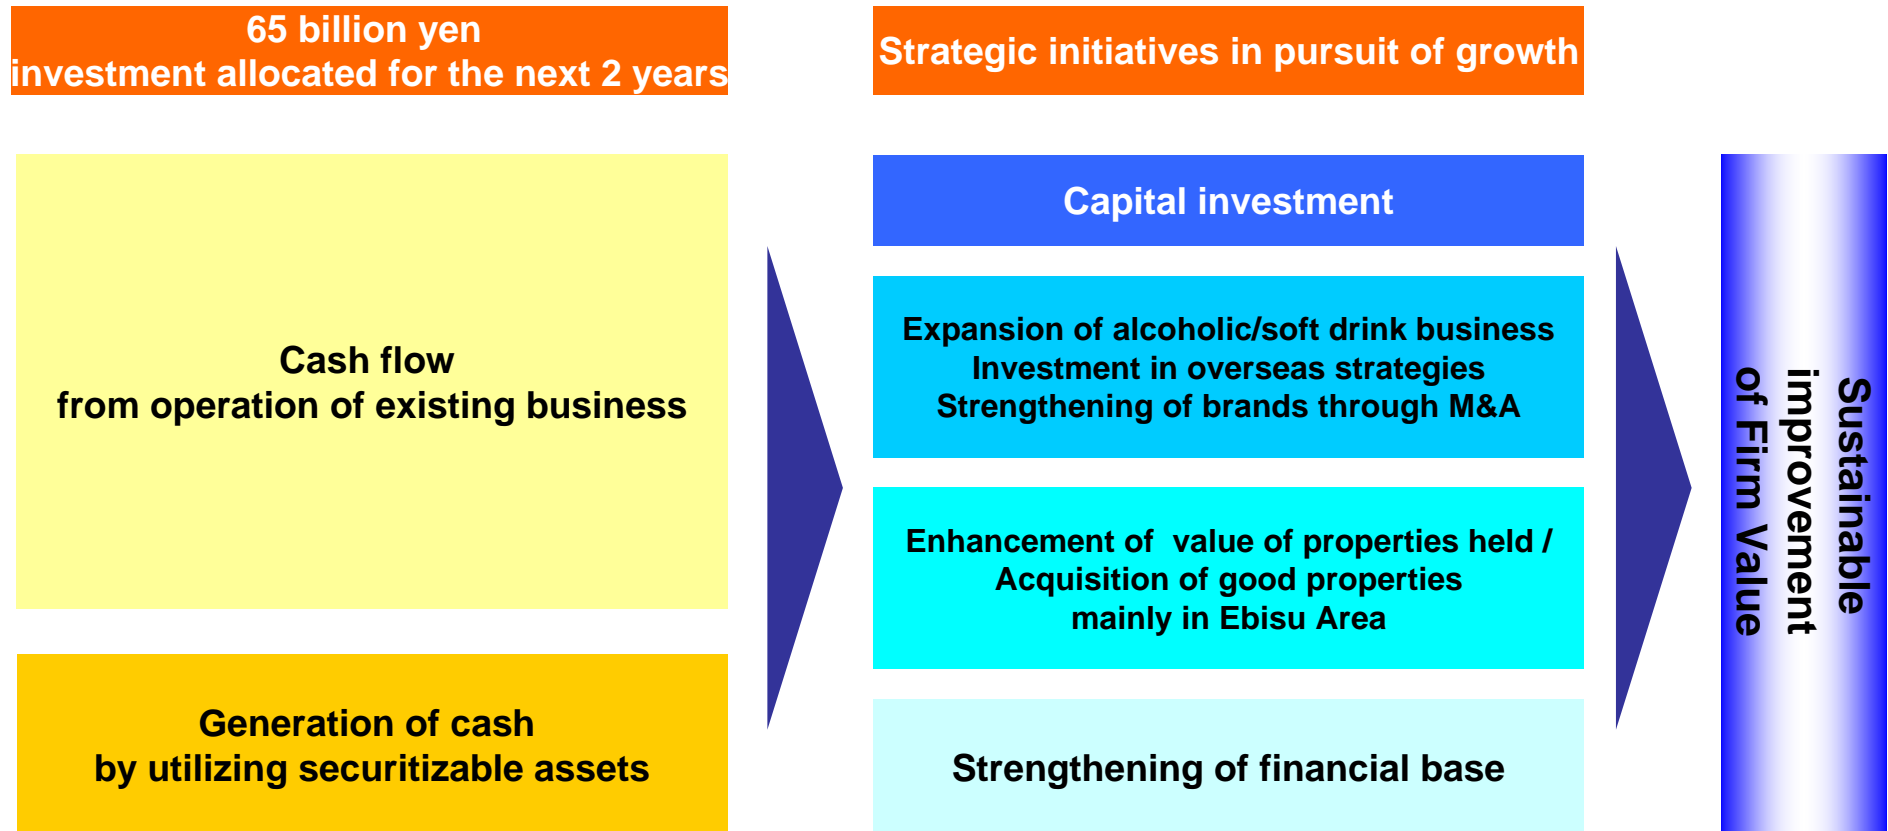 65 billion yen
investment allocated for the next 2 years
Strategic initiatives in pursuit of growth
Cash flow
from operation of existing business
Generation of cash
by utilizing securitizable assets
Capital investment
Expansion of alcoholic/soft drink business
Investment in overseas strategies
Strengthening of brands through M&A
Enhancement of  value of properties held /
Acquisition of good properties
mainly in Ebisu Area
Strengthening of financial base
Sustainable
improvement
of Firm Value